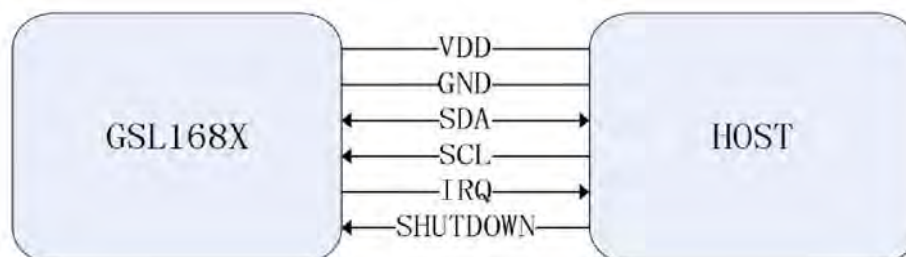 GSL168X
VDD
GND
SDA
SCL
IRQ
SHUTDOWN
HOST